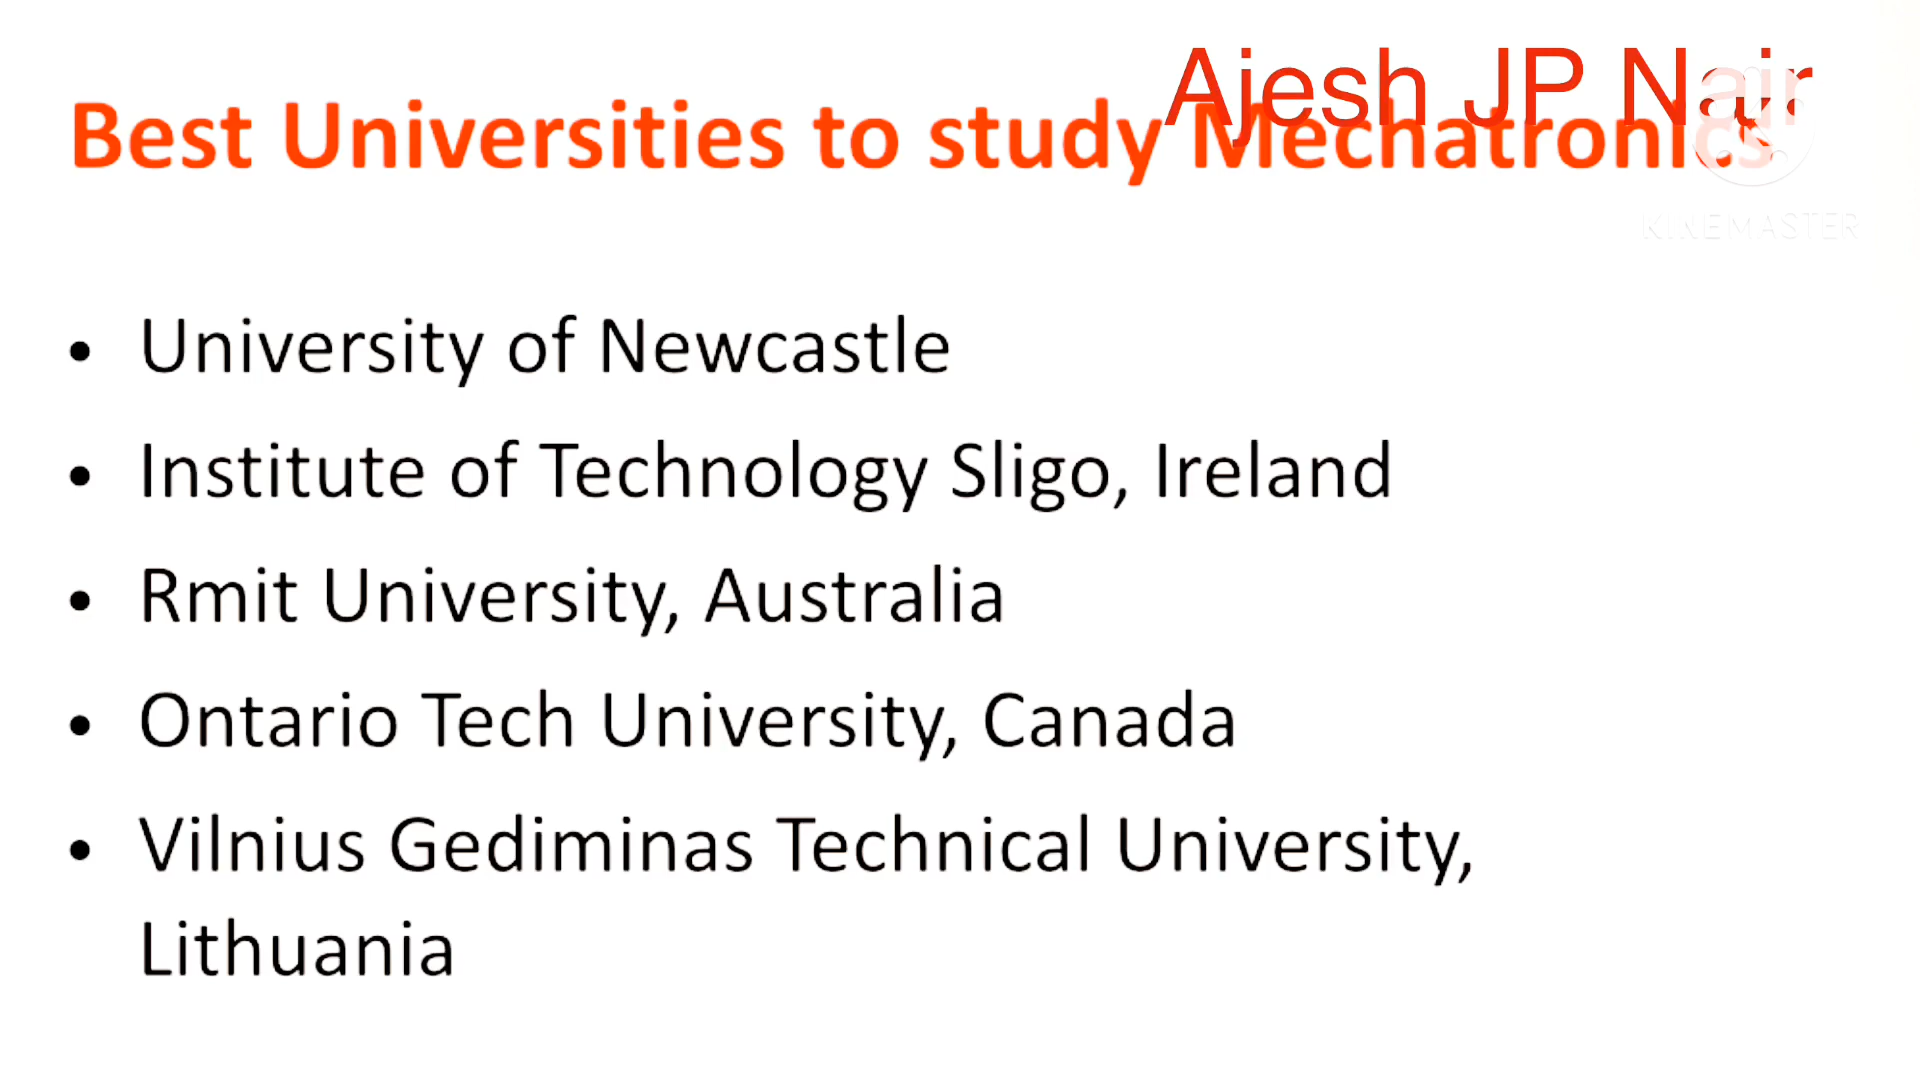 Ajesh JP Nair
Best Universities to study Mechatronics
KINEMASTER
• University of Newcastle
• Institute of Technology Sligo, Ireland
• Rmit University, Australia
• Ontario Tech University, Canada
• Vilnius Gediminas Technical University,
Lithuania